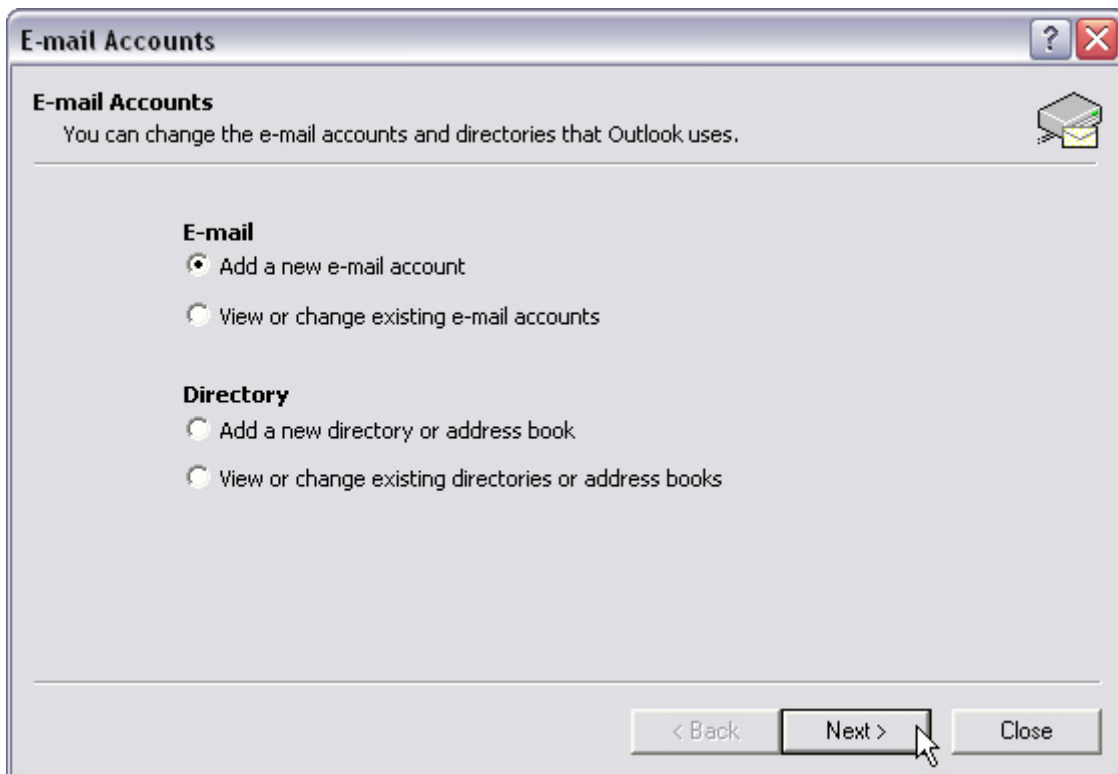 E-mail Accounts
E-mail Accounts
You can change the e-mail accounts and directories that Outlook uses.
E-mail
Add a new e-mail account
View or change existing e-mail accounts
Directory
Add a new directory or address book
View or change existing directories or address books
< Back Next > Close